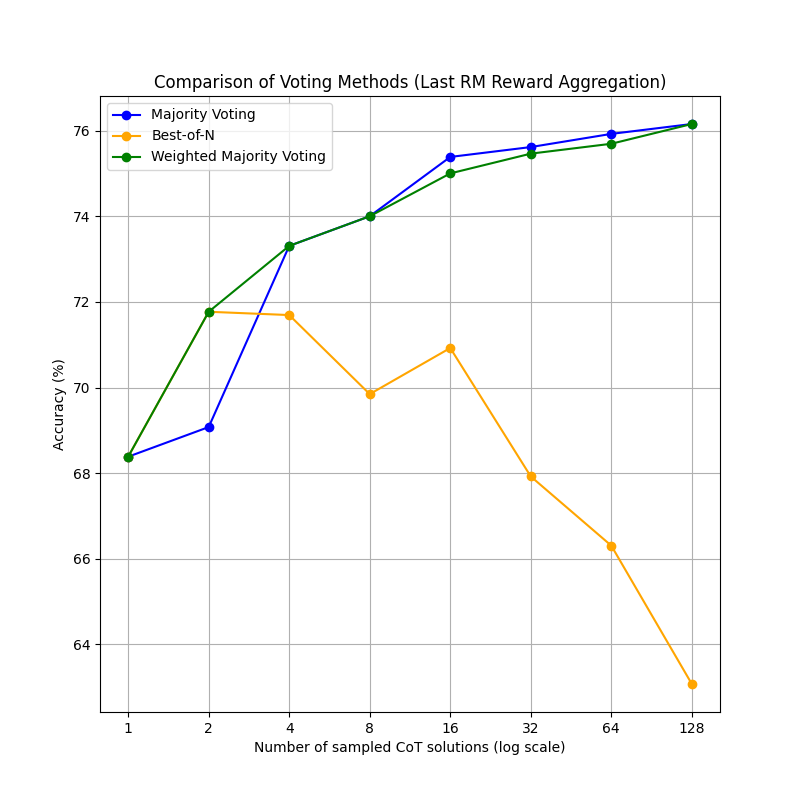 Comparison of Voting Methods (Last RM Reward Aggregation)
Majority Voting
Best-of-N
Weighted Majority Voting
Accuracy (%)
76
74
72
70
68
66
64
1 2 4 8 16 32 64 128
Number of sampled CoT solutions (log scale)